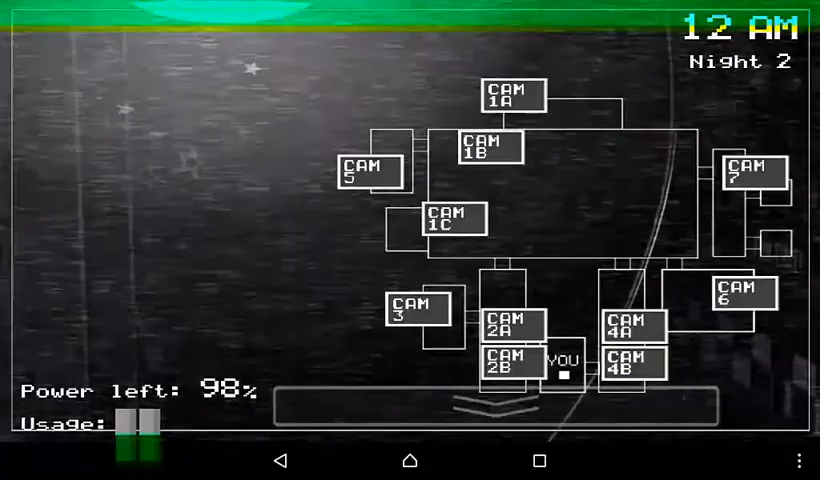 12 AM
Night 2
CAM
1A
CAM
1B
CAM
5
CAM
7
CAM
1C
CAM
6
CAM
3
CAM
2A
CAM
4A
CAM
2B
YOU
CAM
4B
Power left: 98%
Usage: